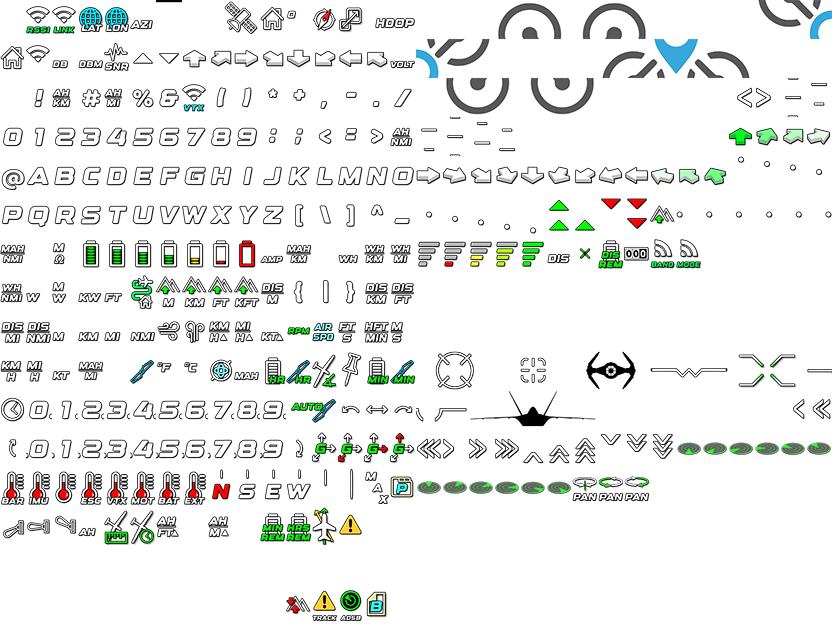 RSSI LINK LAT LON AZI HDOP
DB DBM SNR VOLT
! AH/KM # AH/MI % & VTX ' ( ) * + , - . /
0 1 2 3 4 5 6 7 8 9 : ; < = > AH/NMI
@ A B C D E F G H I J K L M N O
P Q R S T U V W X Y Z [ \ ] ^ _
MAH/NMI M/Ω AMP MAH/KM WH WH/KM WH/MI DIS DIS REM 000 BAND MODE
WH/NMI W M/W KW FT M KM FT KFT DIS/M { | } DIS/KM DIS/FT
DIS/MI DIS/NMI M KM MI NMI KM/H MI/H KT RPM AIR SPD FT/S HFT/MIN M/S
KM/H MI/H KT MAH/MI °F °C MAH HR HR MIN MIN
0. 1. 2. 3. 4. 5. 6. 7. 8. 9. AUTO
.0 .1 .2 .3 .4 .5 .6 .7 .8 .9 G G G G
BAR IMU ESC VTX MOT BAT EXT N S E W MAX P PAN PAN PAN
AH AH/FT AH/M MIN REM HRS REM
TRACK ADSB B